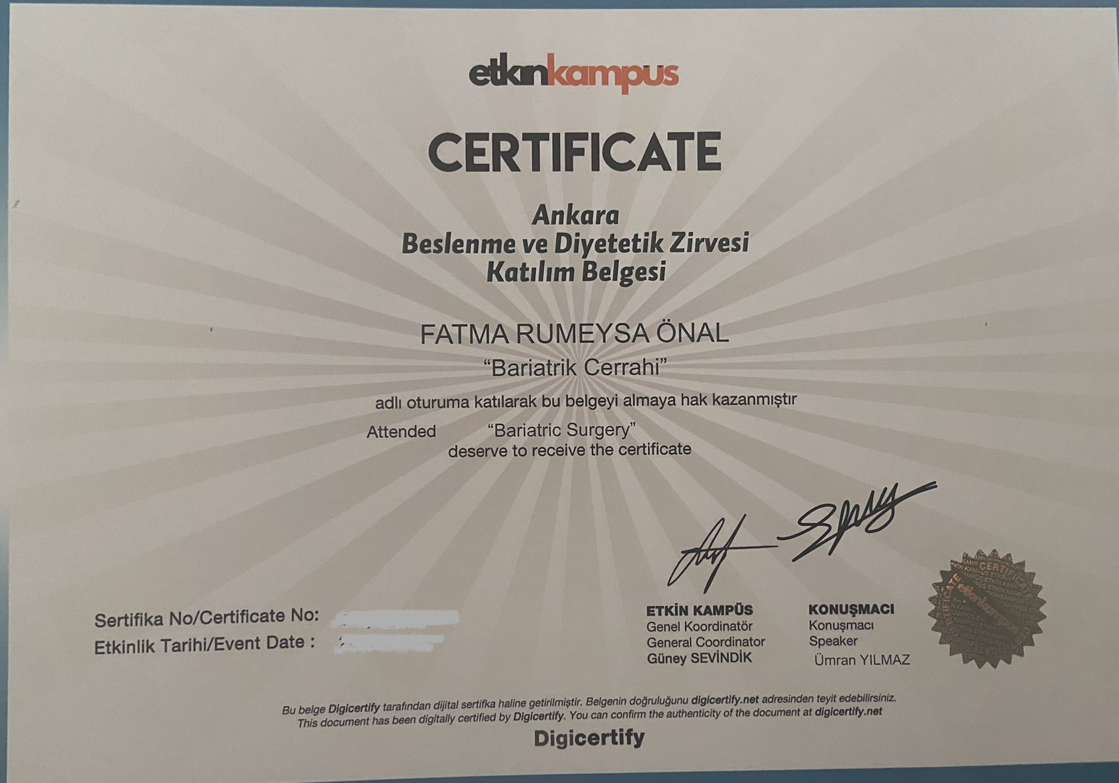 etkinkampüs
CERTIFICATE
Ankara
Beslenme ve Diyetetik Zirvesi
Katılım Belgesi
FATMA RUMEYSA ÖNAL
“Bariatrik Cerrahi”
adlı oturuma katılarak bu belgeyi almaya hak kazanmıştır
Attended “Bariatric Surgery”
deserve to receive the certificate
Sertifika No/Certificate No:
Etkinlik Tarihi/Event Date :
ETKİN KAMPÜS
Genel Koordinatör
General Coordinator
Güney SEVİNDİK
KONUŞMACI
Konuşmacı
Speaker
Ümran YILMAZ
CERTIFICATE
etkinkampüs
Bu belge Digicertify tarafından dijital sertifka haline getirilmiştir. Belgenin doğruluğunu digicertify.net adresinden teyit edebilirsiniz.
This document has been digitally certified by Digicertify. You can confirm the authenticity of the document at digicertify.net
Digicertify